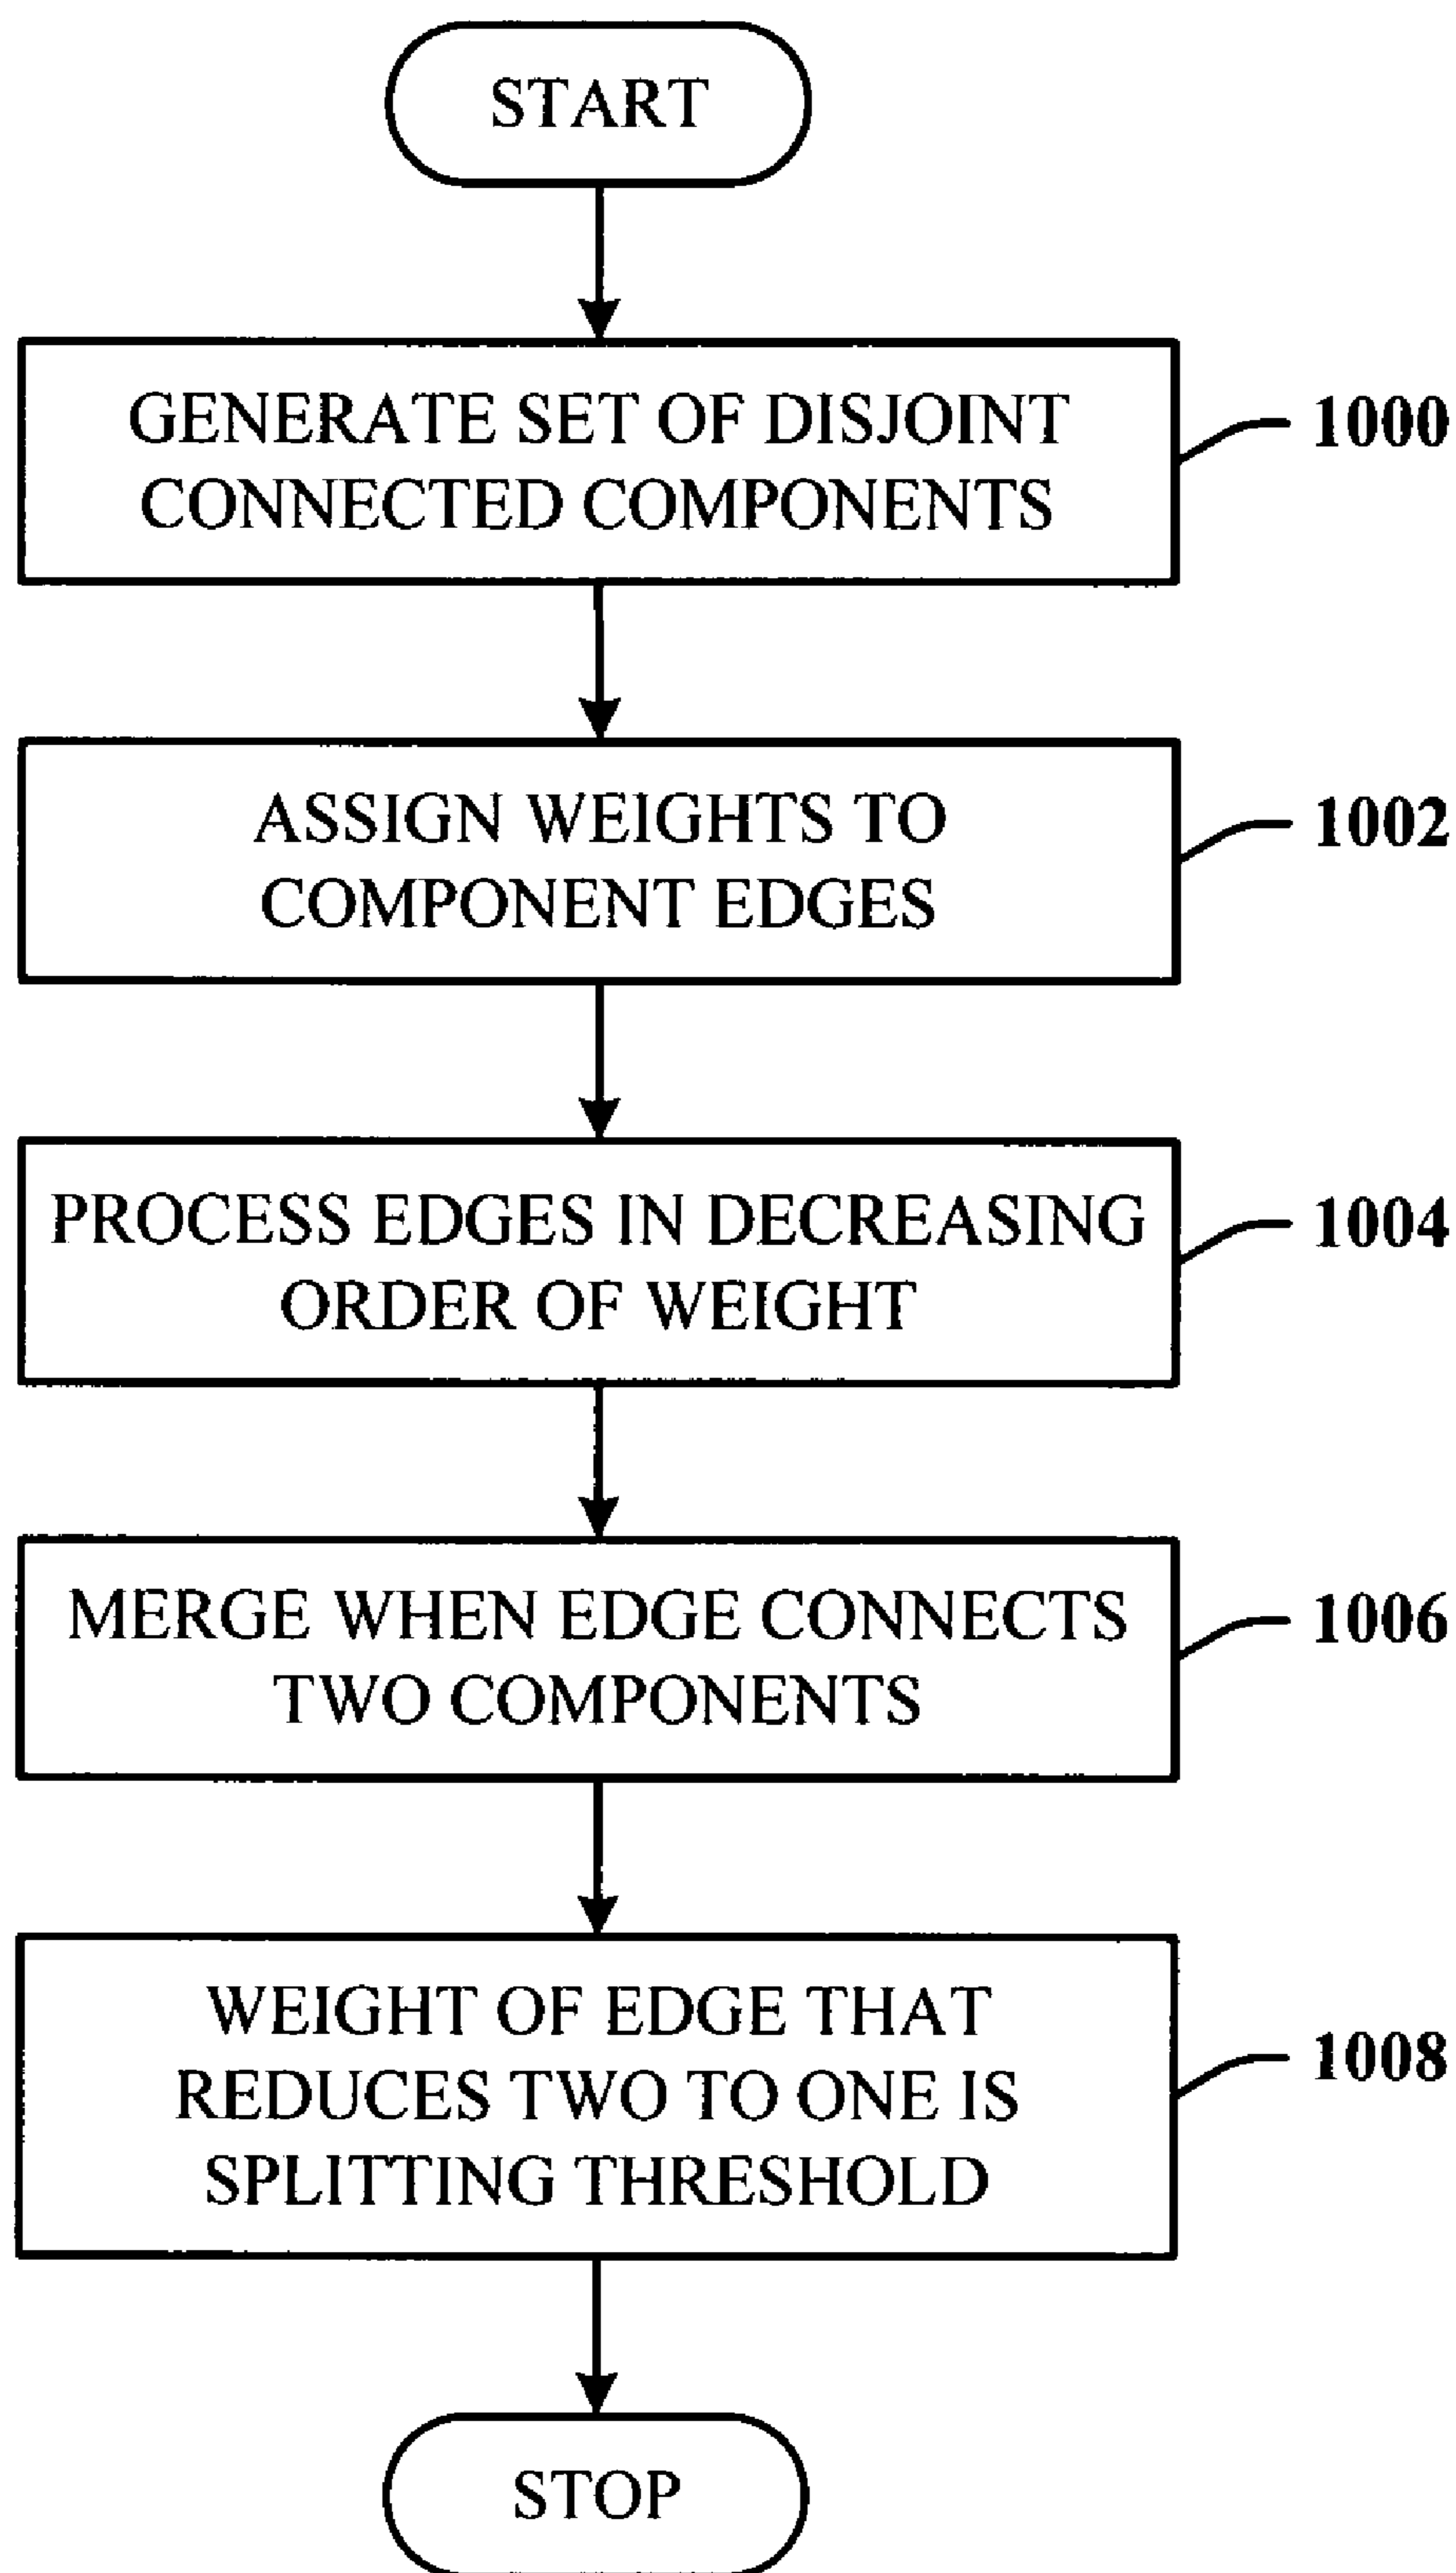 START
GENERATE SET OF DISJOINT
CONNECTED COMPONENTS
1000
ASSIGN WEIGHTS TO
COMPONENT EDGES
1002
PROCESS EDGES IN DECREASING
ORDER OF WEIGHT
1004
MERGE WHEN EDGE CONNECTS
TWO COMPONENTS
1006
WEIGHT OF EDGE THAT
REDUCES TWO TO ONE IS
SPLITTING THRESHOLD
1008
STOP